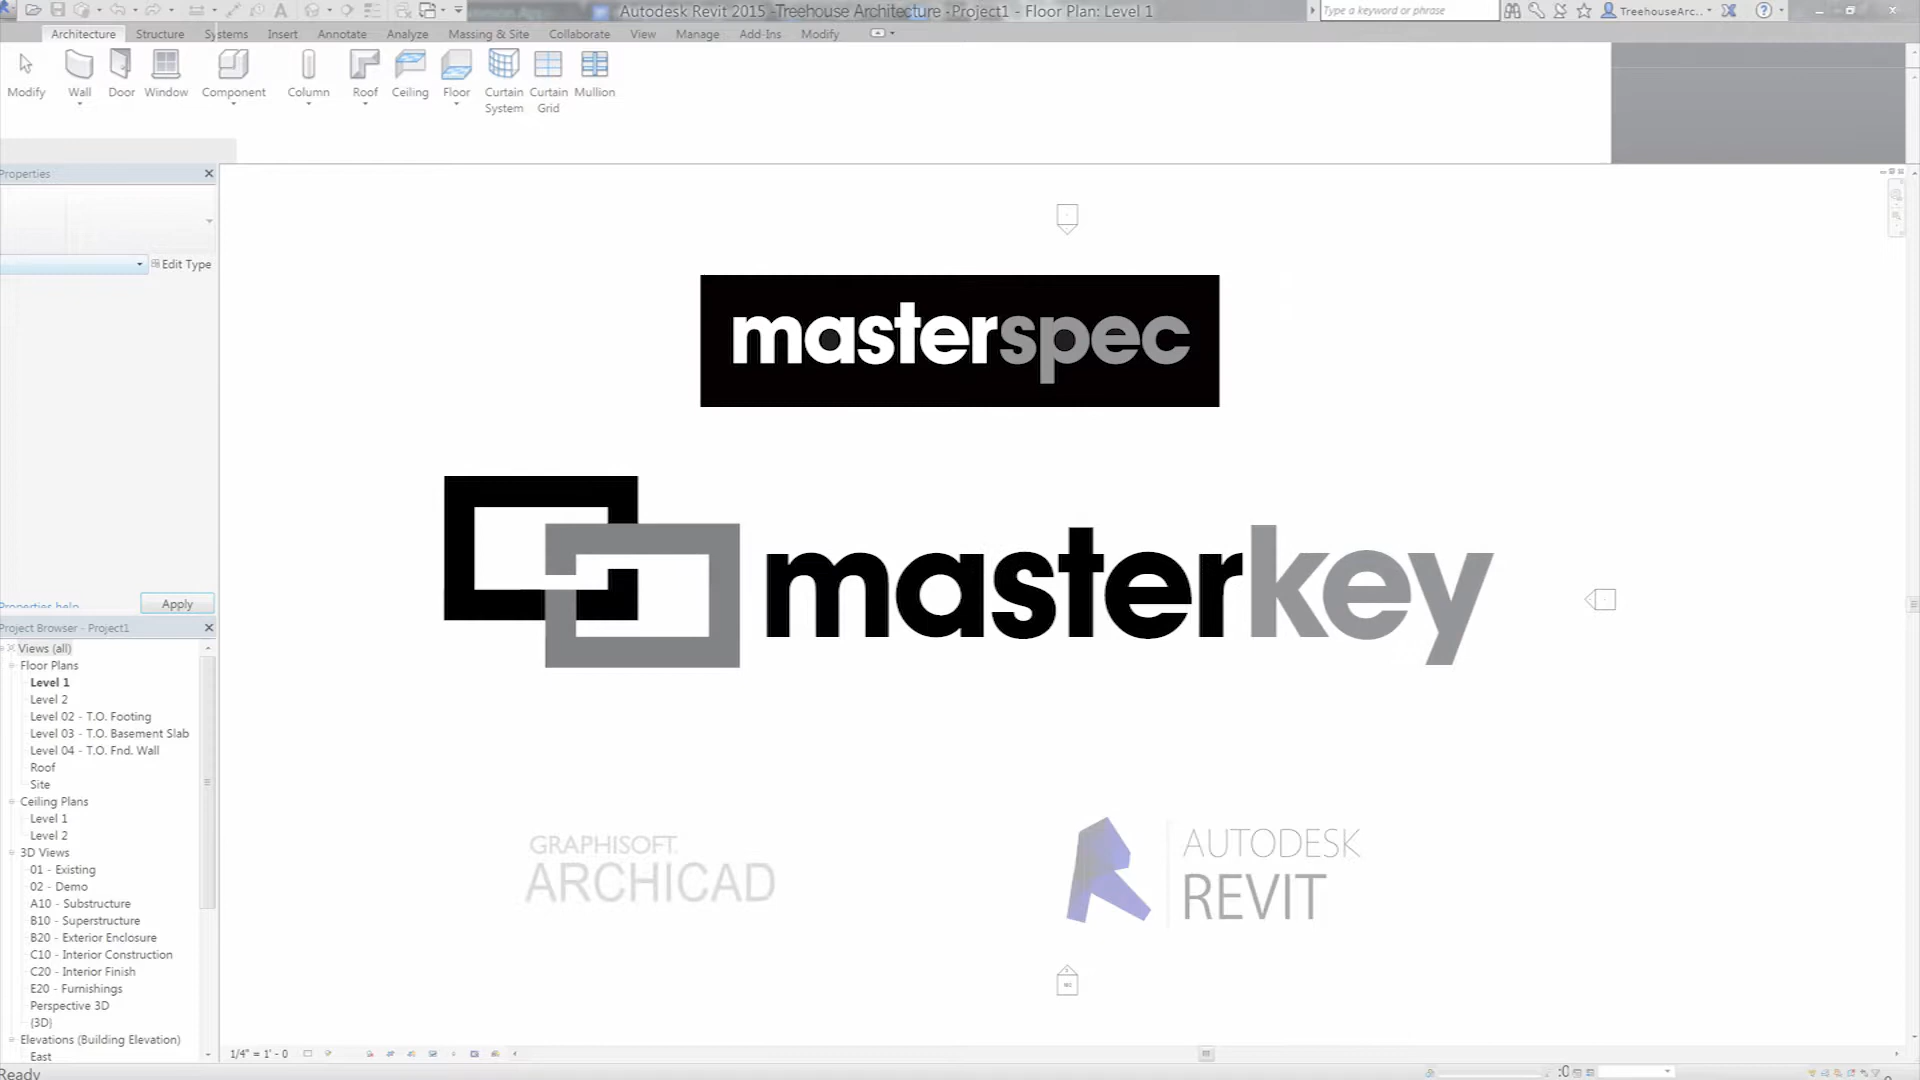 Autodesk Revit 2015 -Treehouse Architecture -Project1 - Floor Plan: Level 1
Type a keyword or phrase
TreehouseArc...
Architecture Structure Systems Insert Annotate Analyze Massing & Site Collaborate View Manage Add-Ins Modify
Modify Wall Door Window Component Column Roof Ceiling Floor Curtain System Curtain Grid Mullion
Properties
Edit Type
masterspec
masterkey
Properties help
Apply
Project Browser - Project1
Views (all)
Floor Plans
Level 1
Level 2
Level 02 - T.O. Footing
Level 03 - T.O. Basement Slab
Level 04 - T.O. Fnd. Wall
Roof
Site
Ceiling Plans
Level 1
Level 2
3D Views
01 - Existing
02 - Demo
A10 - Substructure
B10 - Superstructure
B20 - Exterior Enclosure
C10 - Interior Construction
C20 - Interior Finish
E20 - Furnishings
Perspective 3D
{3D}
Elevations (Building Elevation)
East
GRAPHISOFT.
ARCHICAD
AUTODESK
REVIT
1/4" = 1' - 0
Ready
:0